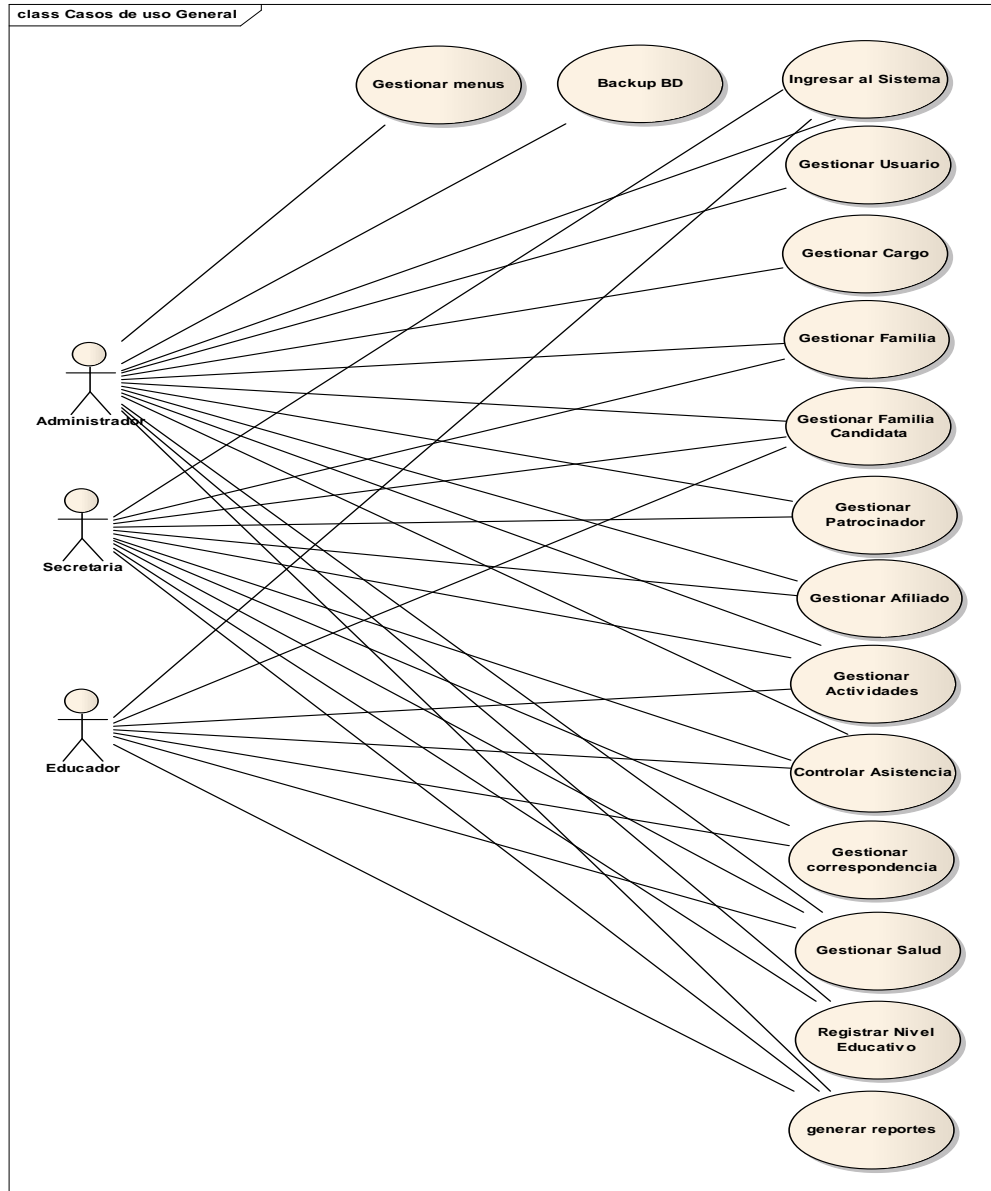 class Casos de uso General
Gestionar menus
Backup BD
Ingresar al Sistema
Gestionar Usuario
Gestionar Cargo
Gestionar Familia
Gestionar Familia
Candidata
Administrador
Gestionar
Patrocinador
Secretaria
Gestionar Afiliado
Gestionar
Actividades
Educador
Controlar Asistencia
Gestionar
correspondencia
Gestionar Salud
Registrar Nivel
Educativo
generar reportes